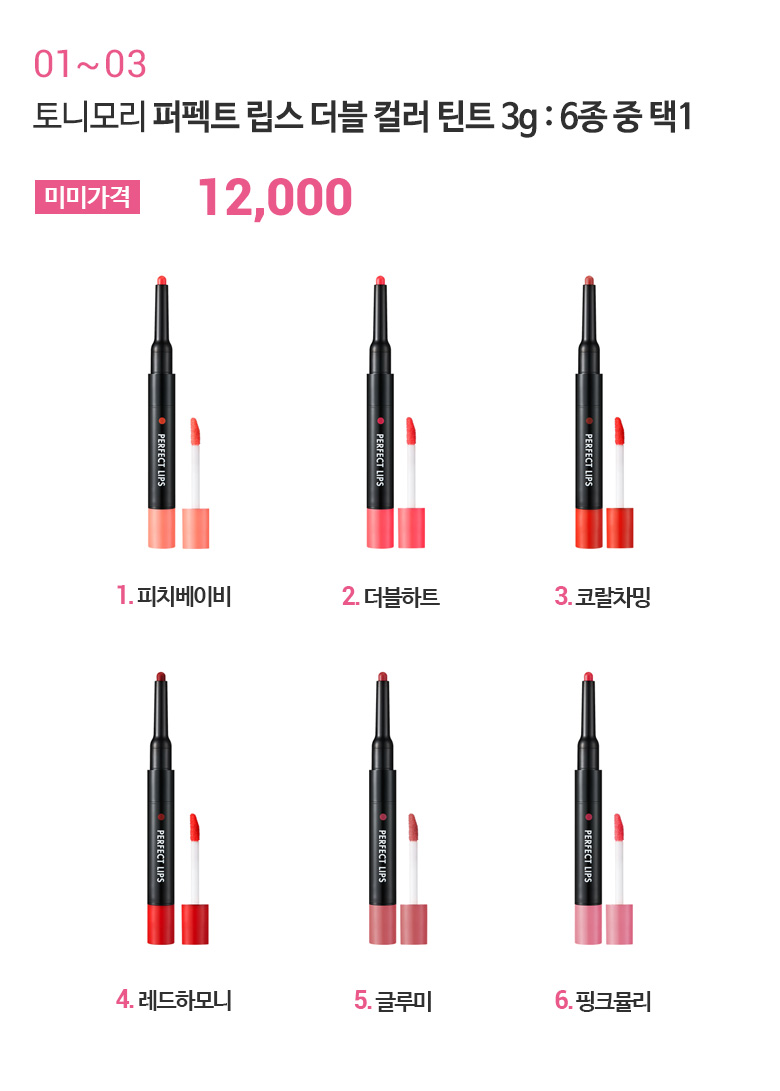 01~03
토니모리 퍼펙트 립스 더블 컬러 틴트 3g : 6종 중 택1
미미가격 12,000
PERFECT LIPS PERFECT LIPS PERFECT LIPS
1. 피치베이비 2. 더블하트 3. 코랄차밍
PERFECT LIPS PERFECT LIPS PERFECT LIPS
4. 레드하모니 5. 글루미 6. 핑크뮬리